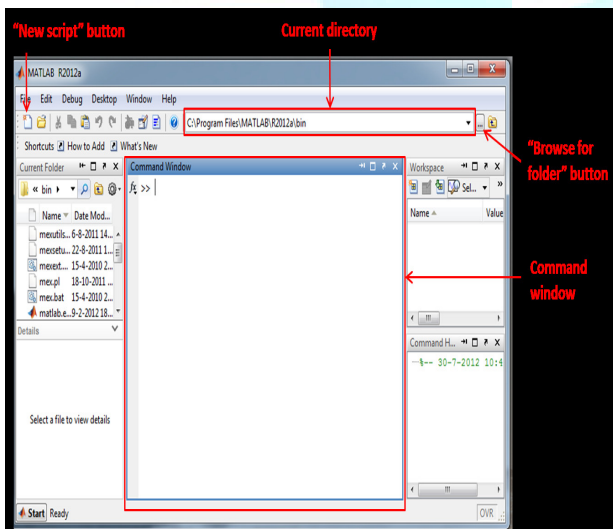 “New script” button
Current directory
MATLAB R2012a
File Edit Debug Desktop Window Help
C:\Program Files\MATLAB\R2012a\bin
...
Shortcuts How to Add What's New
“Browse for
folder” button
Current Folder
Command Window
Workspace
« bin
fx >>
Sel...
»
Name Date Mod...
Name Value
mexutils... 6-8-2011 14...
mexsetu... 22-8-2011 1...
mexext.... 15-4-2010 2...
mex.pl 18-10-2011 ...
mex.bat 15-4-2010 2...
matlab.e... 9-2-2012 18...
Command
window
Details
Command H...
%-- 30-7-2012 10:4
Select a file to view details
Start Ready
OVR